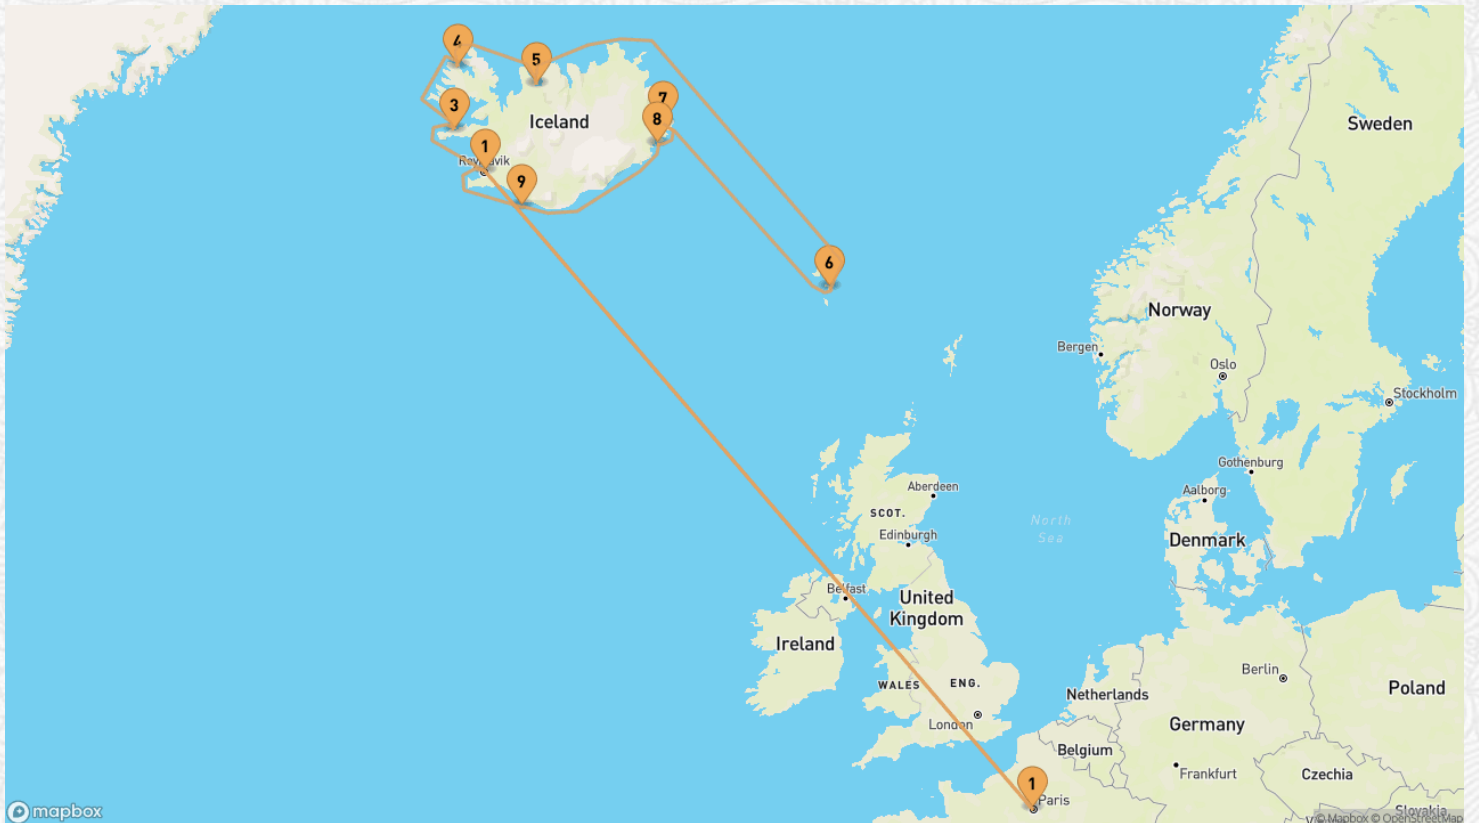 4
5
7
3
8
Iceland
Sweden
1
9
6
Norway
Bergen
Oslo
Stockholm
Gothenburg
Aberdeen
Aalborg
SCOT.
North
Sea
Edinburgh
Denmark
Belfast
United
Kingdom
Ireland
Berlin
WALES
ENG.
Netherlands
Poland
London
Germany
Belgium
Frankfurt
Czechia
1
Paris
Slovakia
mapbox
© Mapbox © OpenStreetMap